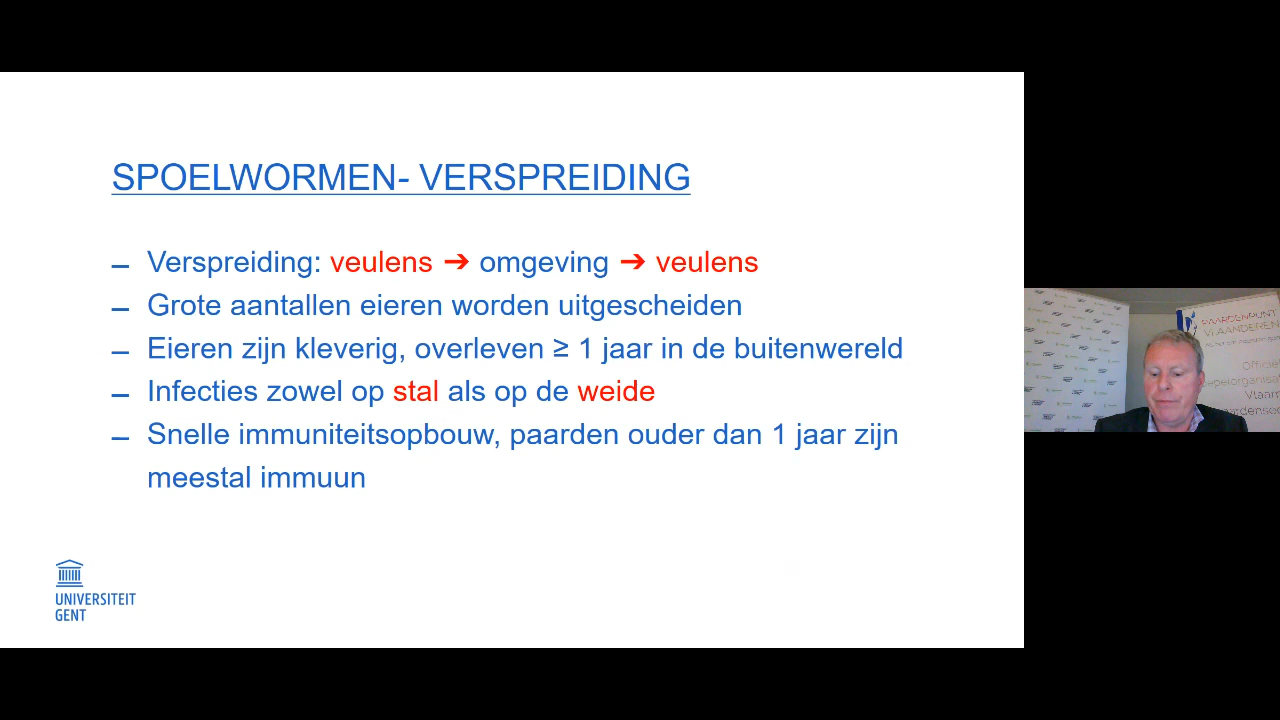 SPOELWORMEN- VERSPREIDING
– Verspreiding: veulens ➔ omgeving ➔ veulens
– Grote aantallen eieren worden uitgescheiden
– Eieren zijn kleverig, overleven ≥ 1 jaar in de buitenwereld
– Infecties zowel op stal als op de weide
– Snelle immuniteitsopbouw, paarden ouder dan 1 jaar zijn
meestal immuun
UNIVERSITEIT
GENT
PAARDENPUNT
VLAANDEREN